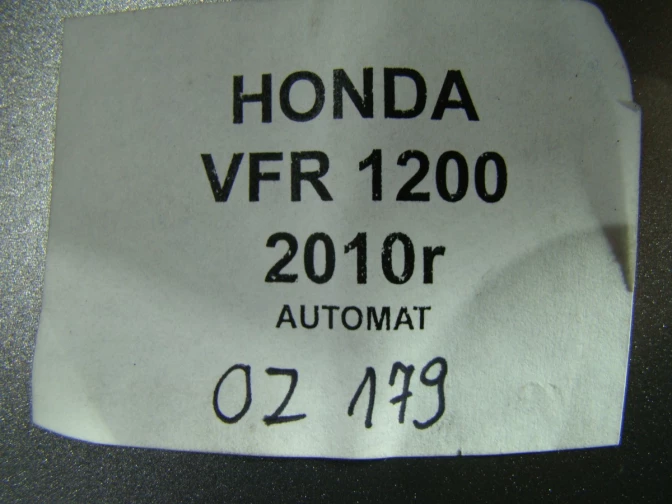 HONDA
VFR 1200
2010r
AUTOMAT
OZ 179